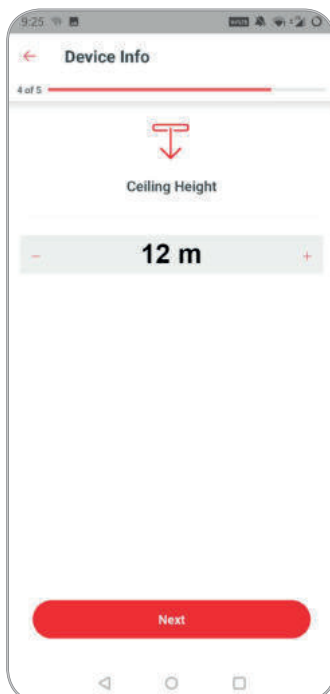 9:25
Device Info
4 of 5
Ceiling Height
− 12 m +
Next